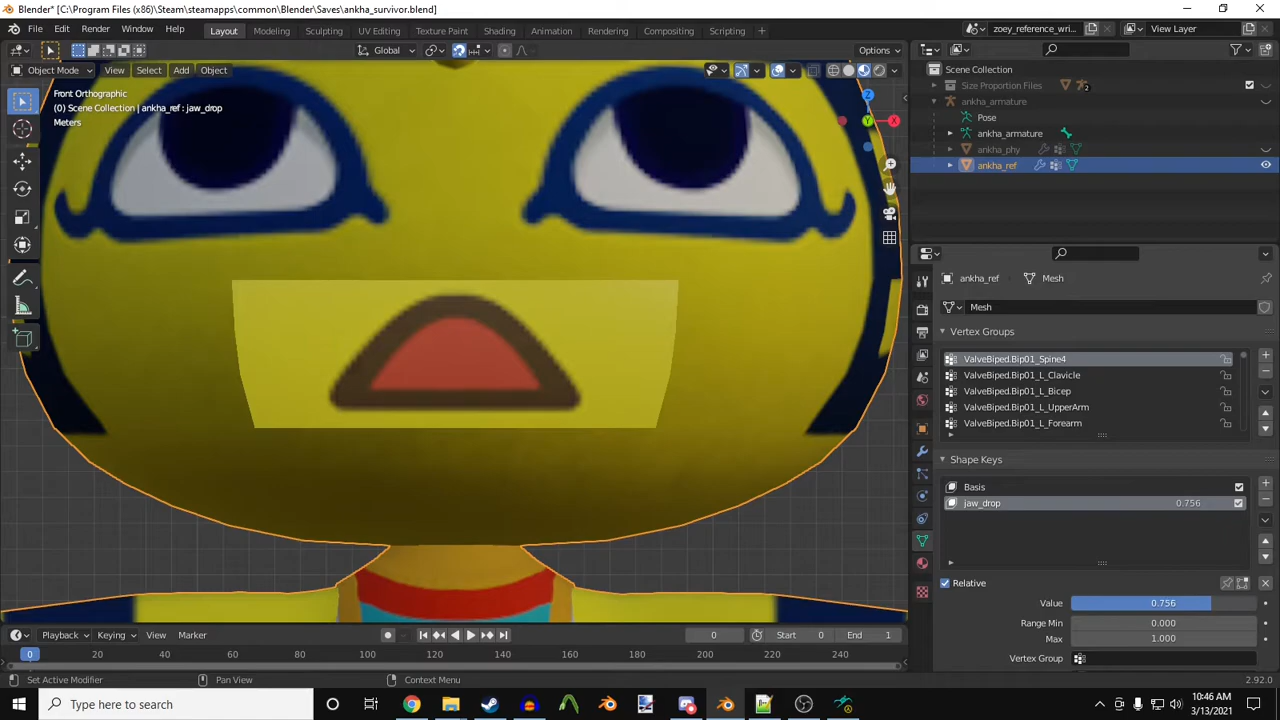 Blender* [C:\Program Files (x86)\Steam\steamapps\common\Blender\Saves\ankha_survivor.blend]
File Edit Render Window Help Layout Modeling Sculpting UV Editing Texture Paint Shading Animation Rendering Compositing Scripting zoey_reference_wri... View Layer
Global Options
Object Mode View Select Add Object
Front Orthographic
(0) Scene Collection | ankha_ref : jaw_drop
Meters
X
Y
Z
Scene Collection
Size Proportion Files 2
ankha_armature
Pose
ankha_armature
ankha_phy
ankha_ref
ankha_ref Mesh
Mesh
Vertex Groups
ValveBiped.Bip01_Spine4
ValveBiped.Bip01_L_Clavicle
ValveBiped.Bip01_L_Bicep
ValveBiped.Bip01_L_UpperArm
ValveBiped.Bip01_L_Forearm
Shape Keys
Basis
jaw_drop 0.756
Relative
Value 0.756
Range Min 0.000
Max 1.000
Vertex Group
Playback Keying View Marker 0 Start 0 End 1
0 20 40 60 80 100 120 140 160 180 200 220 240
Set Active Modifier Pan View Context Menu 2.92.0
Type here to search
10:46 AM
3/13/2021